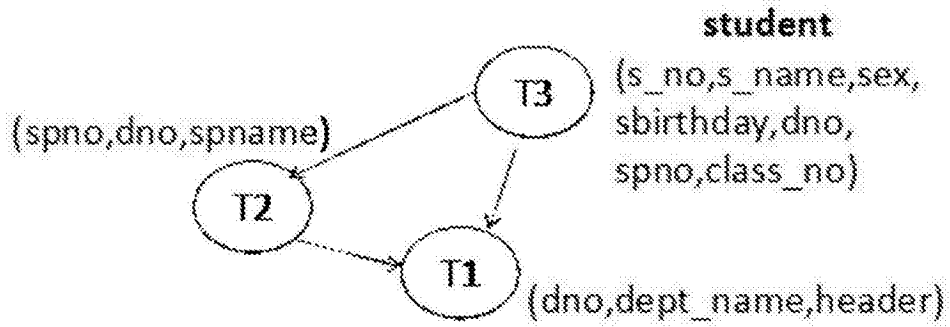 student
T3
(s_no,s_name,sex,
sbirthday,dno,
spno,class_no)
(spno,dno,spname)
T2
T1
(dno,dept_name,header)